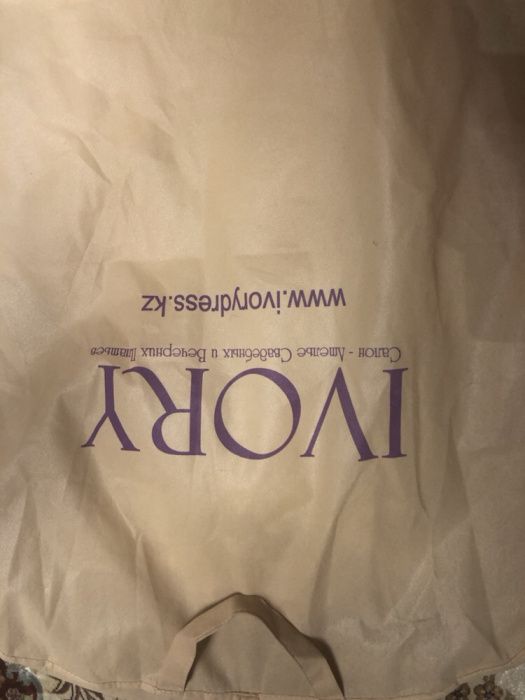 IVORY
Салон - Ателье Свадебных и Вечерних Платьев
www.ivorydress.kz